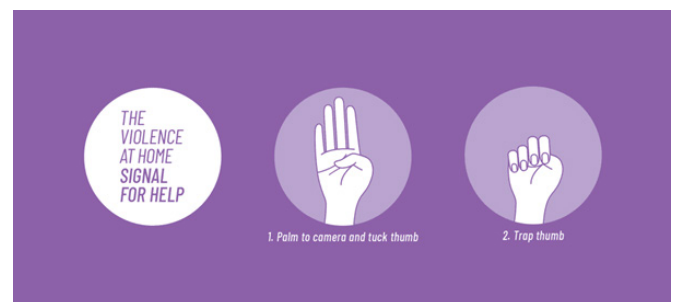 THE
VIOLENCE
AT HOME
SIGNAL
FOR HELP
1. Palm to camera and tuck thumb
2. Trap thumb